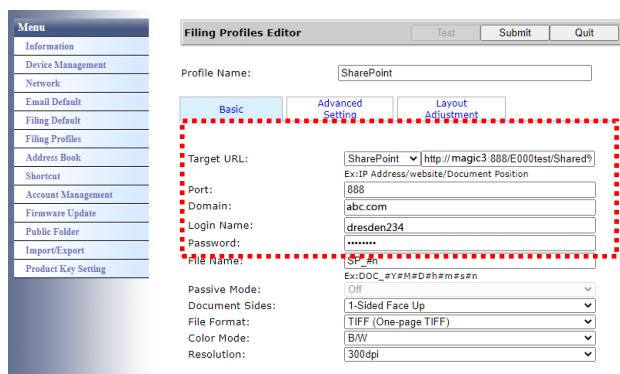 Menu
Information
Device Management
Network
Email Default
Filing Default
Filing Profiles
Address Book
Shortcut
Account Management
Firmware Update
Public Folder
Import/Export
Product Key Setting
Filing Profiles Editor Test Submit Quit
Profile Name: SharePoint
Basic Advanced Setting Layout Adjustment
Target URL: SharePoint http://magic3:888/E000test/Shared%
Ex:IP Address/website/Document Position
Port: 888
Domain: abc.com
Login Name: dresden234
Password: ••••••••
File Name: SP_#n
Ex:DOC_#Y#M#D#h#m#s#n
Passive Mode: Off
Document Sides: 1-Sided Face Up
File Format: TIFF (One-page TIFF)
Color Mode: B/W
Resolution: 300dpi